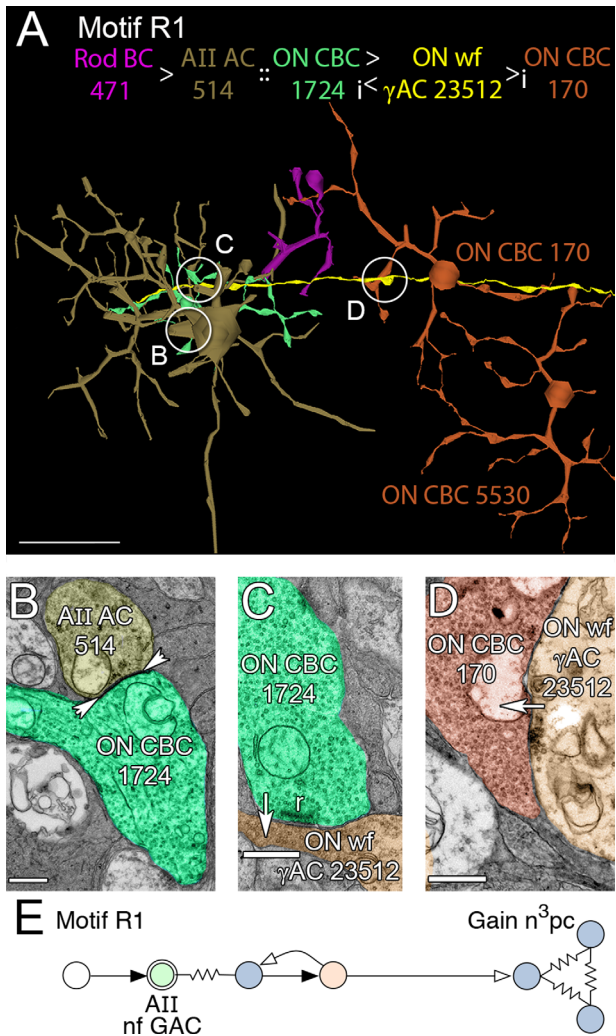 A Motif R1
Rod BC > AII AC :: ON CBC > ON wf >i ON CBC
471 514 1724 i< γAC 23512 170
C
ON CBC 170
D
B
ON CBC 5530
B
AII AC
514
ON CBC
1724
C
ON CBC
1724
r
ON wf
γAC 23512
D
ON CBC
170
ON wf
γAC
23512
E Motif R1
Gain n³pc
AII
nf GAC